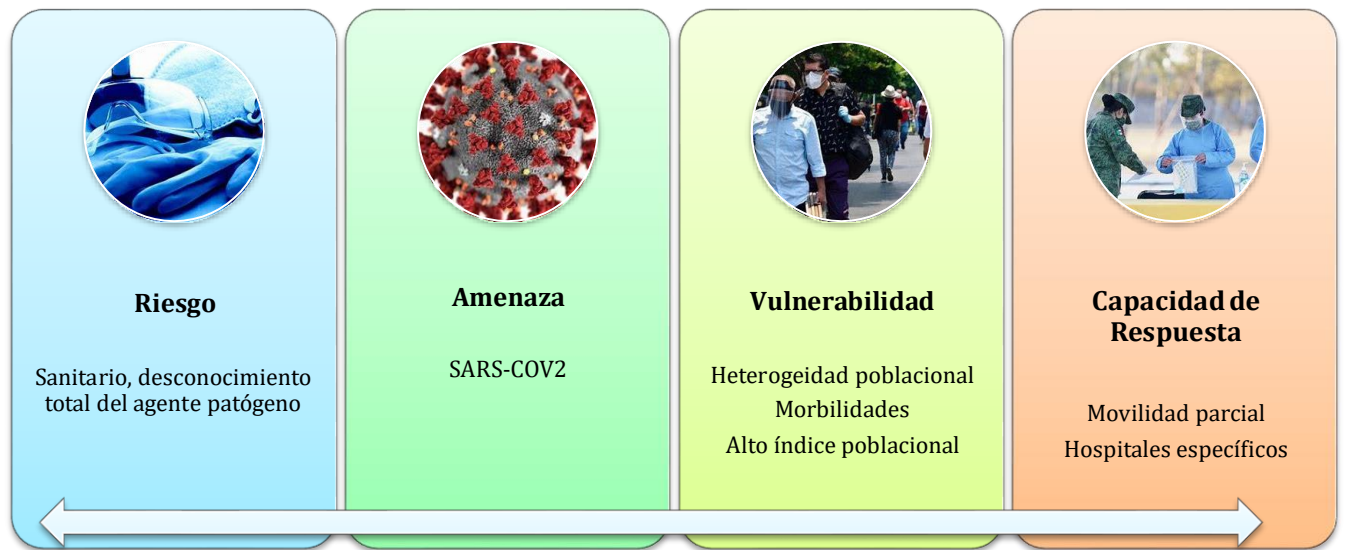 Riesgo
Sanitario, desconocimiento
total del agente patógeno
Amenaza
SARS-COV2
Vulnerabilidad
Heterogeidad poblacional
Morbilidades
Alto índice poblacional
Capacidad de
Respuesta
Movilidad parcial
Hospitales específicos